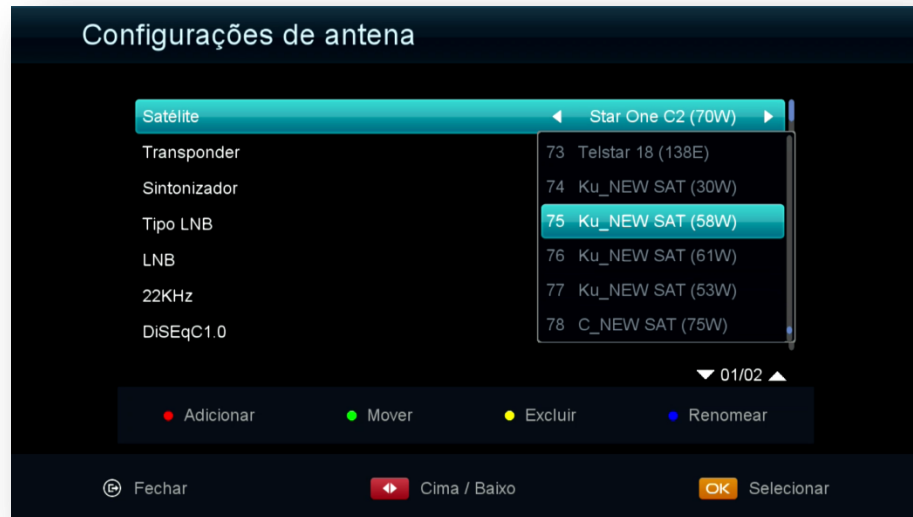 Configurações de antena
Satélite Star One C2 (70W)
Transponder
Sintonizador
Tipo LNB
LNB
22KHz
DiSEqC1.0
73 Telstar 18 (138E)
74 Ku_NEW SAT (30W)
75 Ku_NEW SAT (58W)
76 Ku_NEW SAT (61W)
77 Ku_NEW SAT (53W)
78 C_NEW SAT (75W)
01/02
Adicionar Mover Excluir Renomear
Fechar Cima / Baixo OK Selecionar